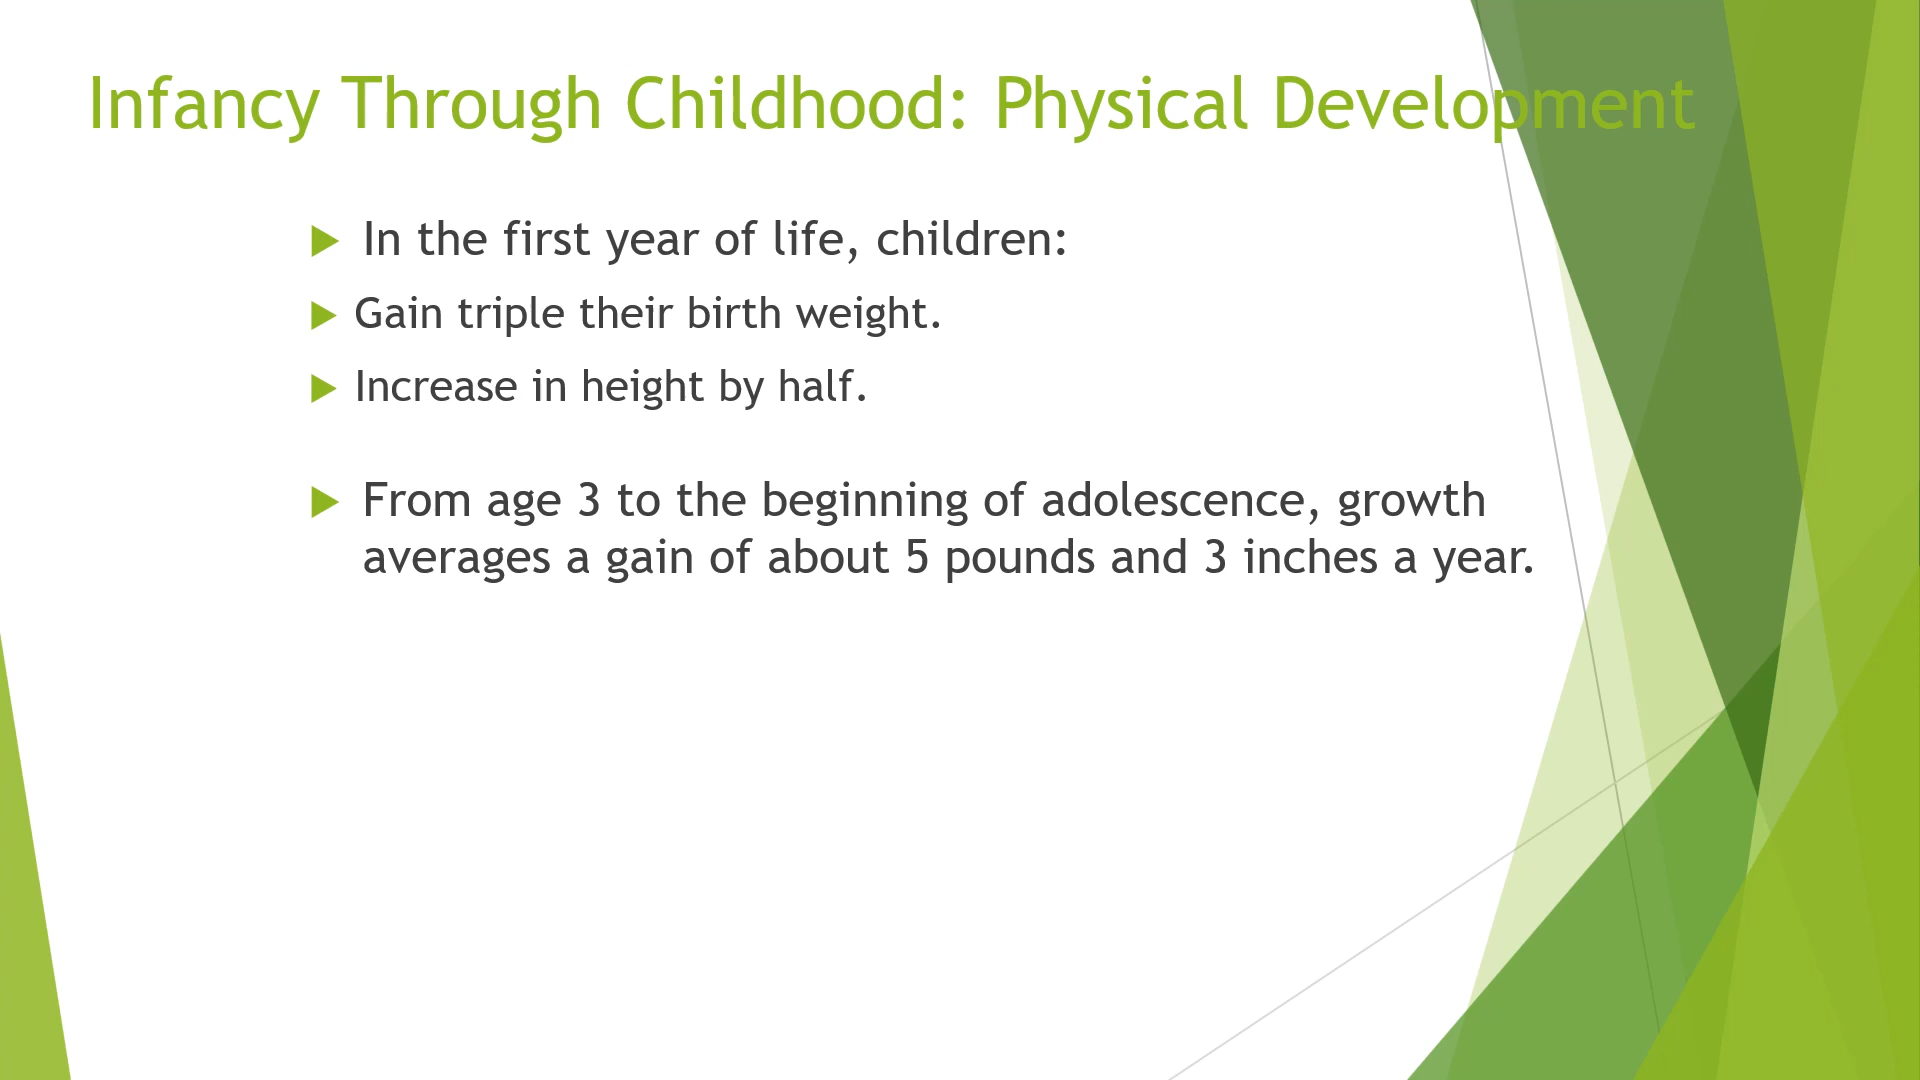 Infancy Through Childhood: Physical Development
In the first year of life, children:
Gain triple their birth weight.
Increase in height by half.
From age 3 to the beginning of adolescence, growth
averages a gain of about 5 pounds and 3 inches a year.